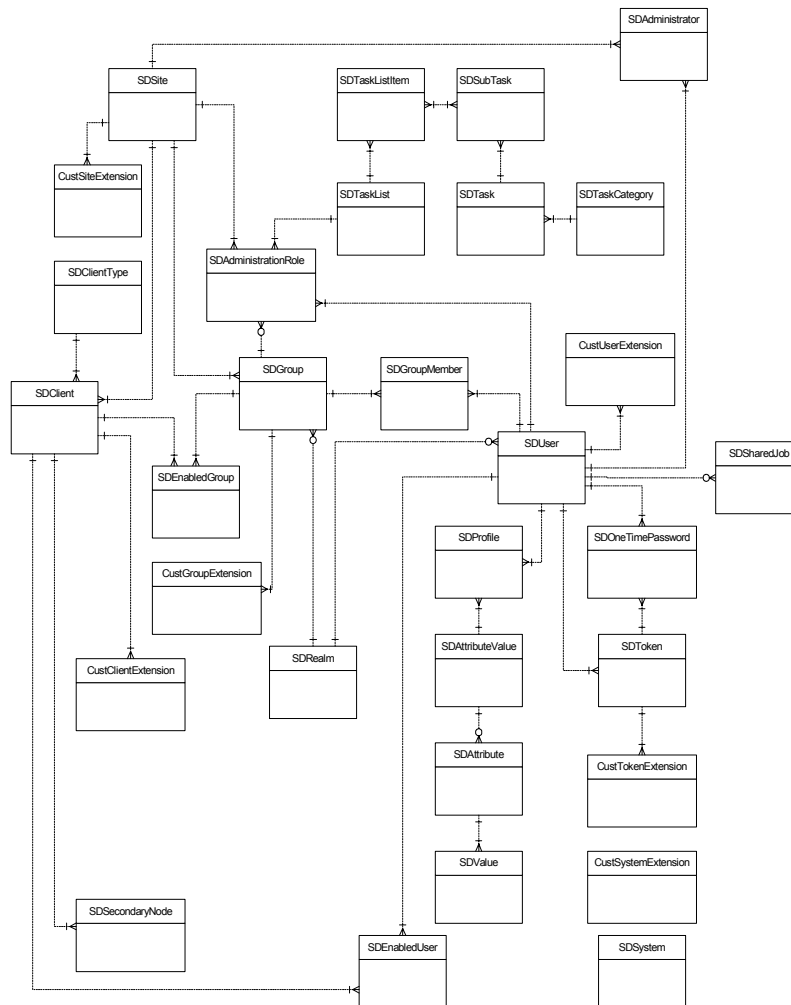 SDAdministrator
SDSite
SDTaskListItem
SDSubTask
CustSiteExtension
SDTaskList
SDTask
SDTaskCategory
SDAdministrationRole
SDClientType
CustUserExtension
SDGroup
SDGroupMember
SDClient
SDUser
SDSharedJob
SDEnabledGroup
SDProfile
SDOneTimePassword
CustGroupExtension
SDAttributeValue
SDToken
SDRealm
CustClientExtension
SDAttribute
CustTokenExtension
SDValue
CustSystemExtension
SDSecondaryNode
SDEnabledUser
SDSystem